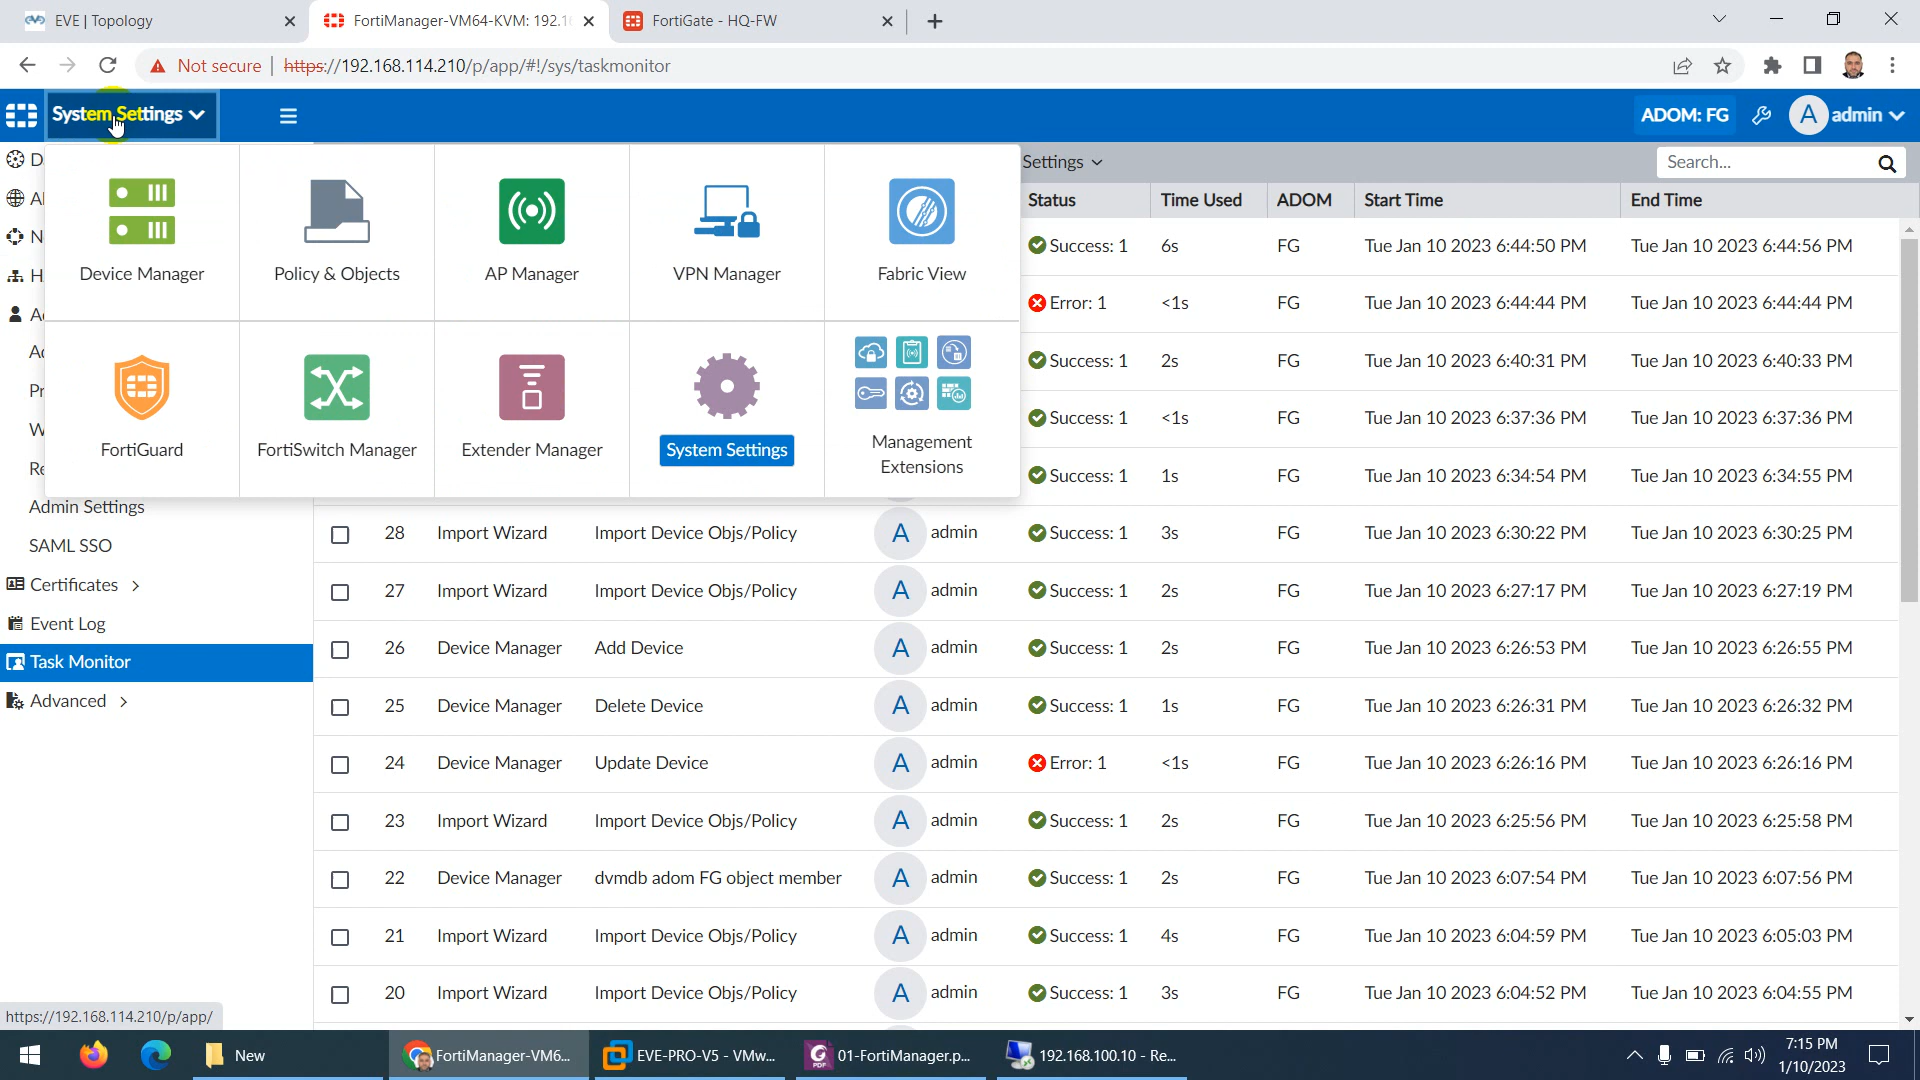 EVE | Topology
FortiManager-VM64-KVM: 192.1
FortiGate - HQ-FW
Not secure
https://192.168.114.210/p/app/#!/sys/taskmonitor
System Settings
ADOM: FG
A admin
Settings
Search...
Device Manager
Policy & Objects
AP Manager
VPN Manager
Fabric View
FortiGuard
FortiSwitch Manager
Extender Manager
System Settings
Management
Extensions
Admin Settings
SAML SSO
Certificates
Event Log
Task Monitor
Advanced
Status Time Used ADOM Start Time End Time
Success: 1 6s FG Tue Jan 10 2023 6:44:50 PM Tue Jan 10 2023 6:44:56 PM
Error: 1 <1s FG Tue Jan 10 2023 6:44:44 PM Tue Jan 10 2023 6:44:44 PM
Success: 1 2s FG Tue Jan 10 2023 6:40:31 PM Tue Jan 10 2023 6:40:33 PM
Success: 1 <1s FG Tue Jan 10 2023 6:37:36 PM Tue Jan 10 2023 6:37:36 PM
Success: 1 1s FG Tue Jan 10 2023 6:34:54 PM Tue Jan 10 2023 6:34:55 PM
28 Import Wizard Import Device Objs/Policy A admin Success: 1 3s FG Tue Jan 10 2023 6:30:22 PM Tue Jan 10 2023 6:30:25 PM
27 Import Wizard Import Device Objs/Policy A admin Success: 1 2s FG Tue Jan 10 2023 6:27:17 PM Tue Jan 10 2023 6:27:19 PM
26 Device Manager Add Device A admin Success: 1 2s FG Tue Jan 10 2023 6:26:53 PM Tue Jan 10 2023 6:26:55 PM
25 Device Manager Delete Device A admin Success: 1 1s FG Tue Jan 10 2023 6:26:31 PM Tue Jan 10 2023 6:26:32 PM
24 Device Manager Update Device A admin Error: 1 <1s FG Tue Jan 10 2023 6:26:16 PM Tue Jan 10 2023 6:26:16 PM
23 Import Wizard Import Device Objs/Policy A admin Success: 1 2s FG Tue Jan 10 2023 6:25:56 PM Tue Jan 10 2023 6:25:58 PM
22 Device Manager dvmdb adom FG object member A admin Success: 1 2s FG Tue Jan 10 2023 6:07:54 PM Tue Jan 10 2023 6:07:56 PM
21 Import Wizard Import Device Objs/Policy A admin Success: 1 4s FG Tue Jan 10 2023 6:04:59 PM Tue Jan 10 2023 6:05:03 PM
20 Import Wizard Import Device Objs/Policy A admin Success: 1 3s FG Tue Jan 10 2023 6:04:52 PM Tue Jan 10 2023 6:04:55 PM
https://192.168.114.210/p/app/
New
FortiManager-VM6...
EVE-PRO-V5 - VMw...
01-FortiManager.p...
192.168.100.10 - Re...
7:15 PM
1/10/2023